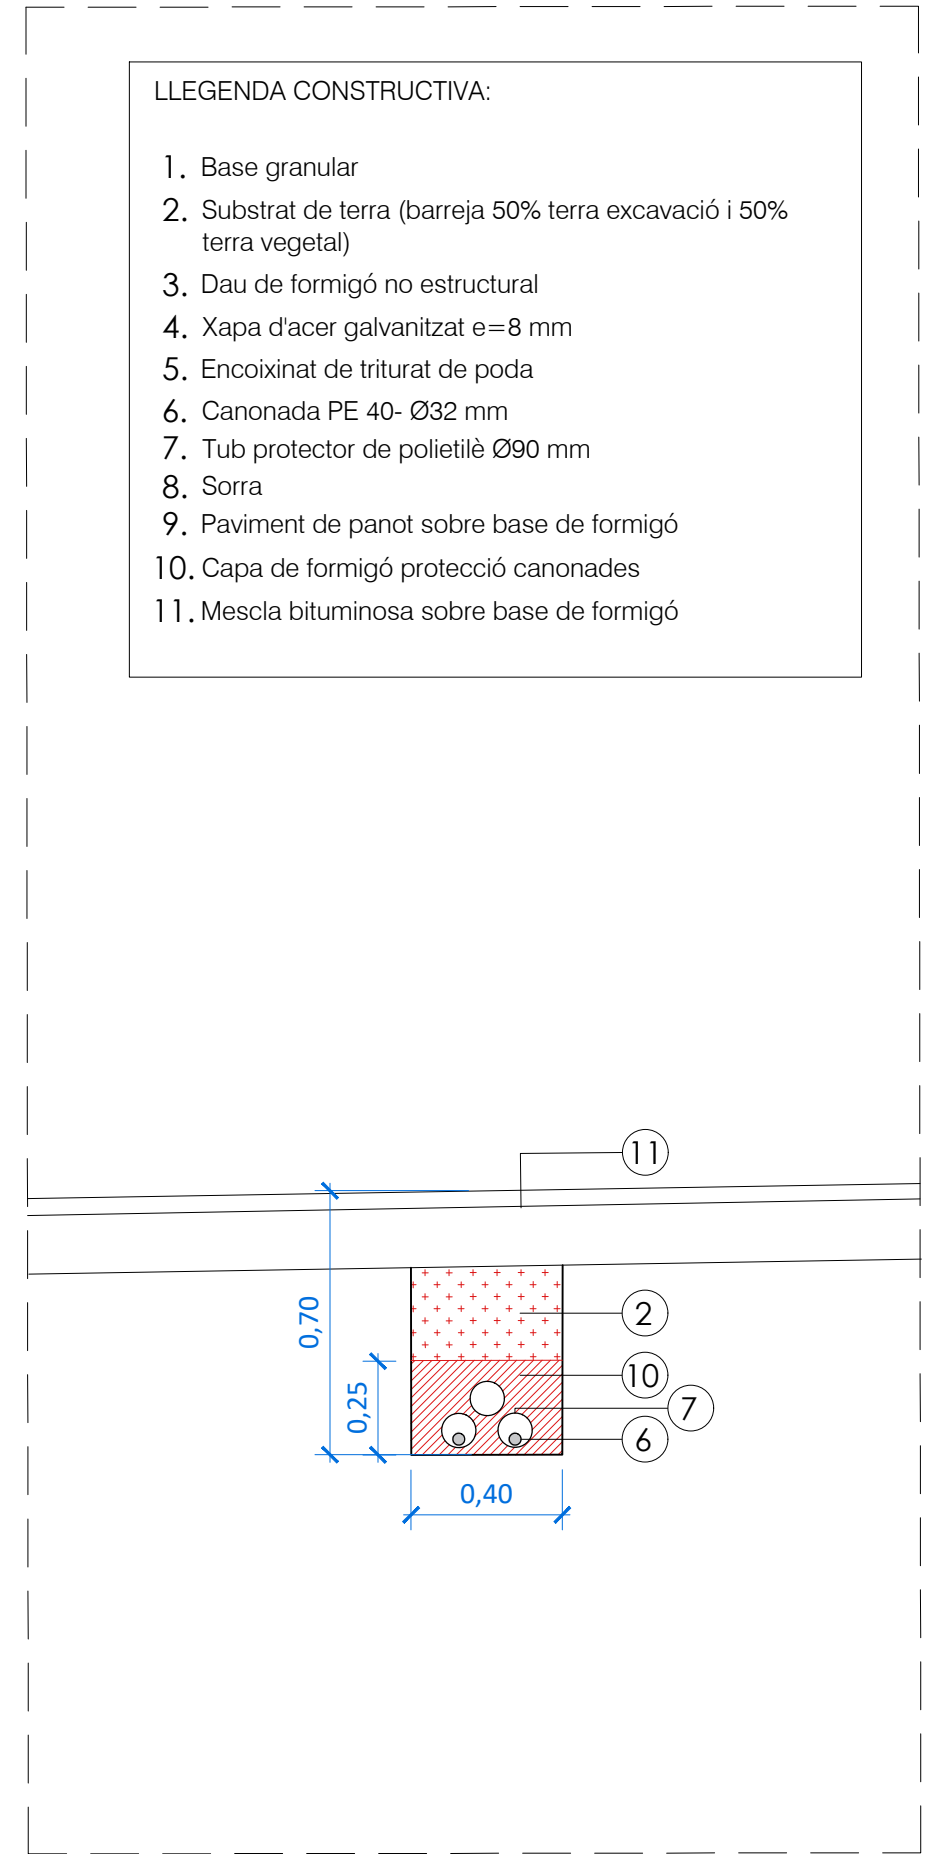 LLEGENDA CONSTRUCTIVA:
1. Base granular
2. Substrat de terra (barreja 50% terra excavació i 50%
terra vegetal)
3. Dau de formigó no estructural
4. Xapa d'acer galvanitzat e=8 mm
5. Encoixinat de triturat de poda
6. Canonada PE 40- Ø32 mm
7. Tub protector de polietilè Ø90 mm
8. Sorra
9. Paviment de panot sobre base de formigó
10. Capa de formigó protecció canonades
11. Mescla bituminosa sobre base de formigó
11
0,70
2
10
0,25
7
6
0,40